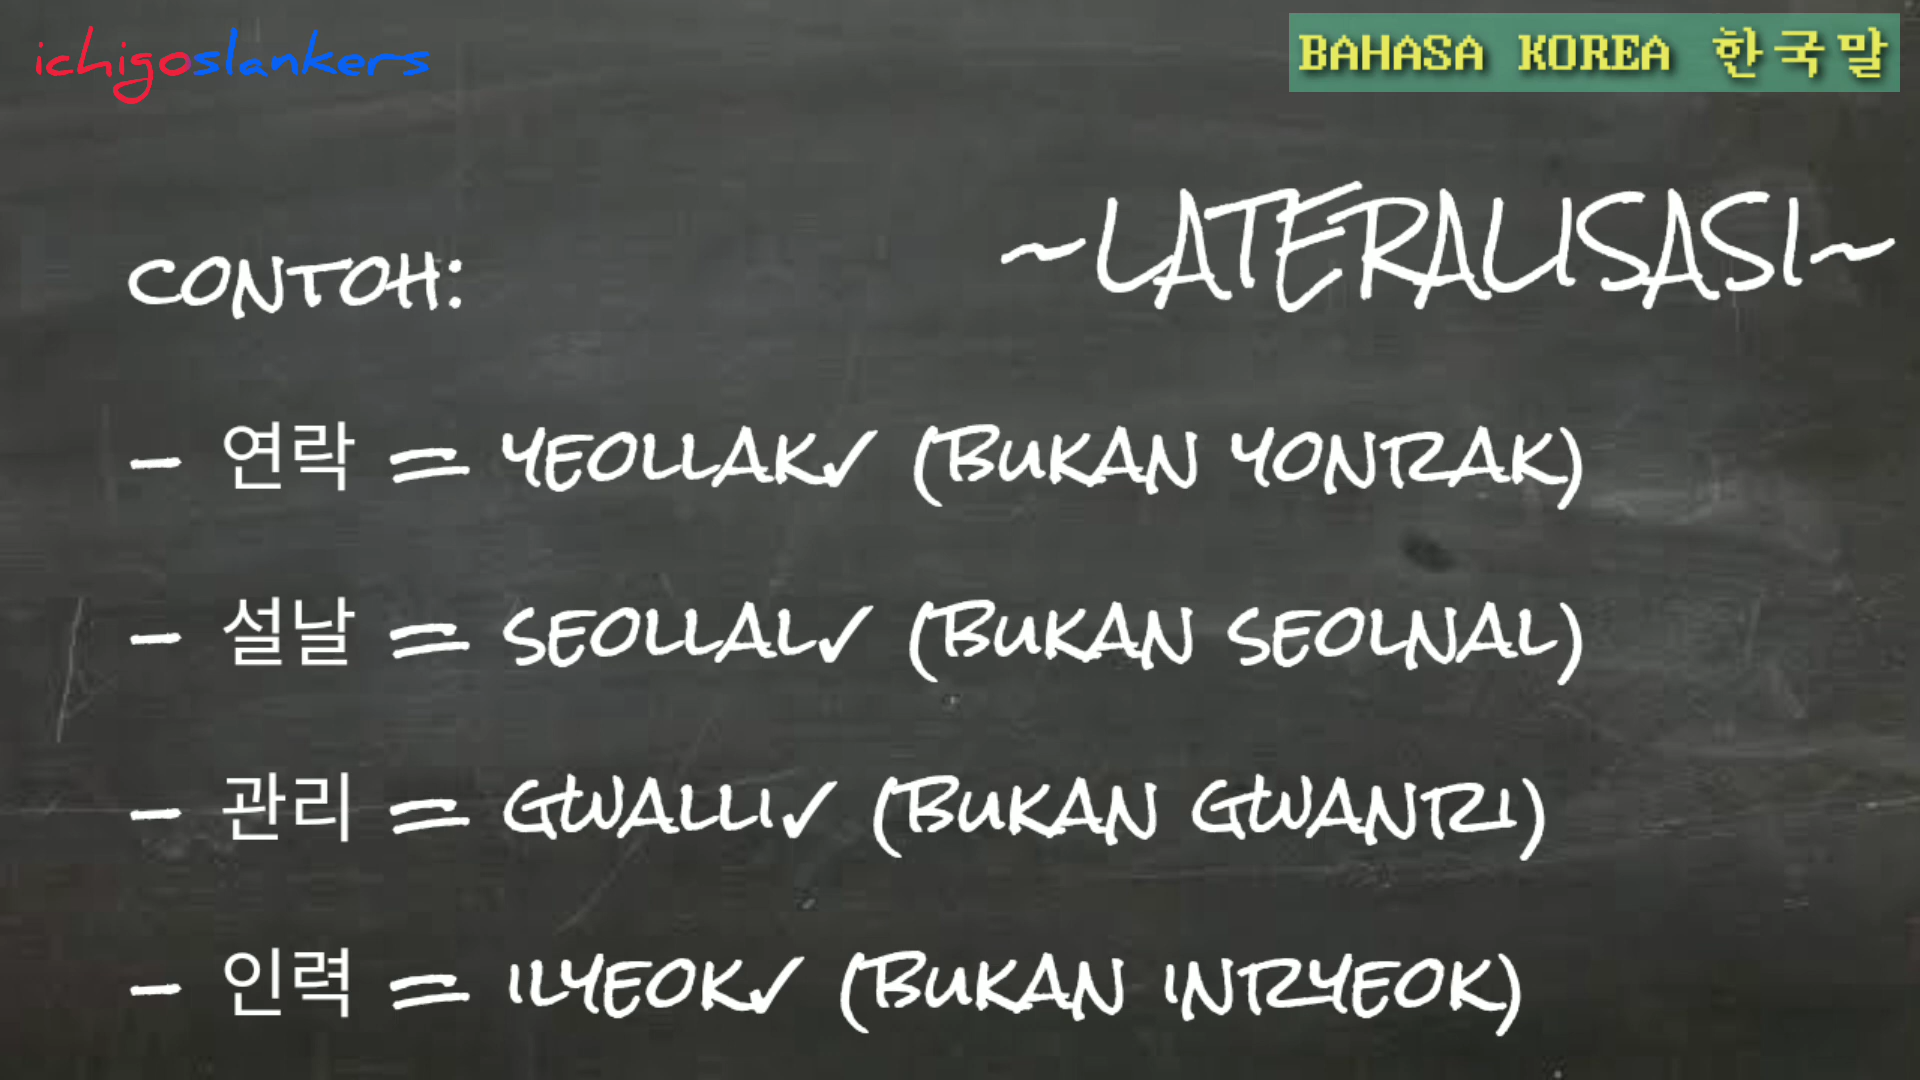 ichigoslankers
BAHASA KOREA 한국말
~LATERALISASI~
CONTOH:
- 연락 = YEOLLAK✓ (BUKAN YONRAK)
- 설날 = SEOLLAL✓ (BUKAN SEOLNAL)
- 관리 = GWALLI✓ (BUKAN GWANRI)
- 인력 = ILYEOK✓ (BUKAN INRYEOK)